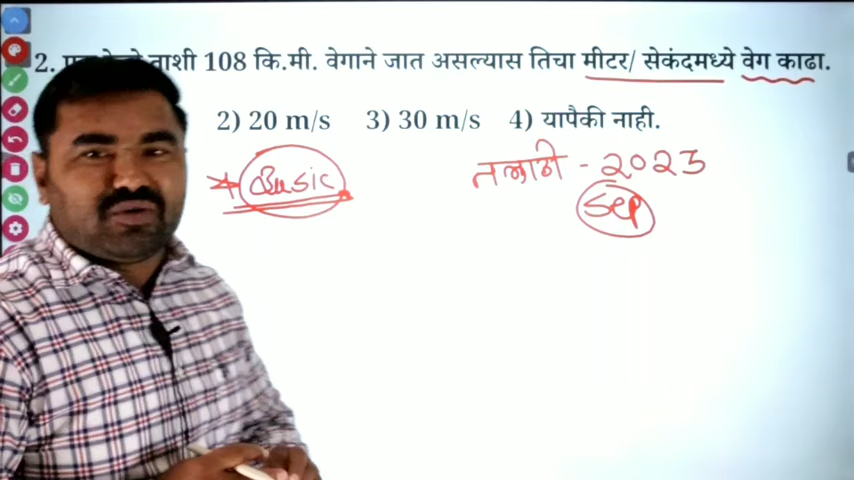 2. ताशी 108 कि.मी. वेगाने जात असल्यास तिचा मीटर/ सेकंदमध्ये वेग काढा.
2) 20 m/s 3) 30 m/s 4) यापैकी नाही.
Basic तलाठी - 2023
Sep